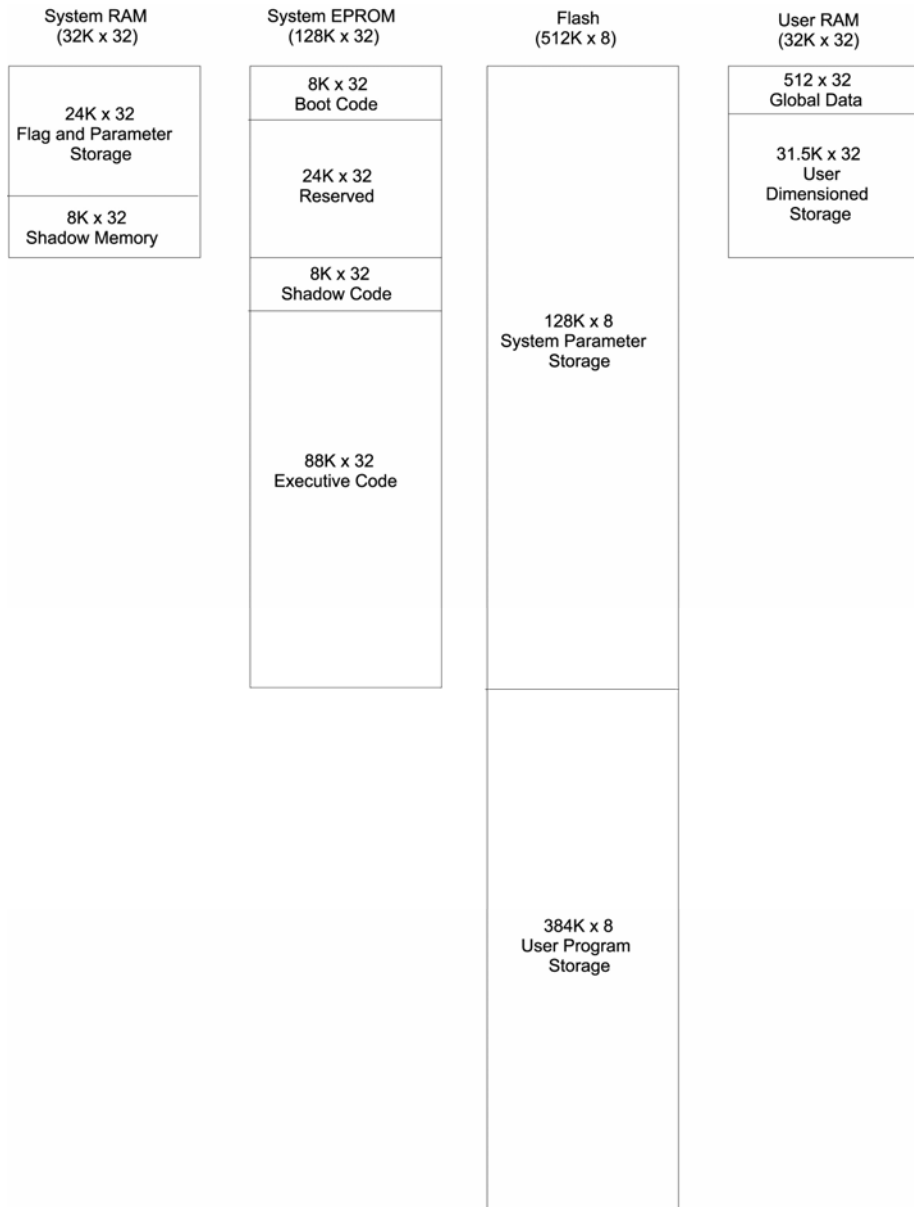 System RAM
(32K x 32)
24K x 32
Flag and Parameter
Storage
8K x 32
Shadow Memory
System EPROM
(128K x 32)
8K x 32
Boot Code
24K x 32
Reserved
8K x 32
Shadow Code
88K x 32
Executive Code
Flash
(512K x 8)
128K x 8
System Parameter
Storage
384K x 8
User Program
Storage
User RAM
(32K x 32)
512 x 32
Global Data
31.5K x 32
User
Dimensioned
Storage